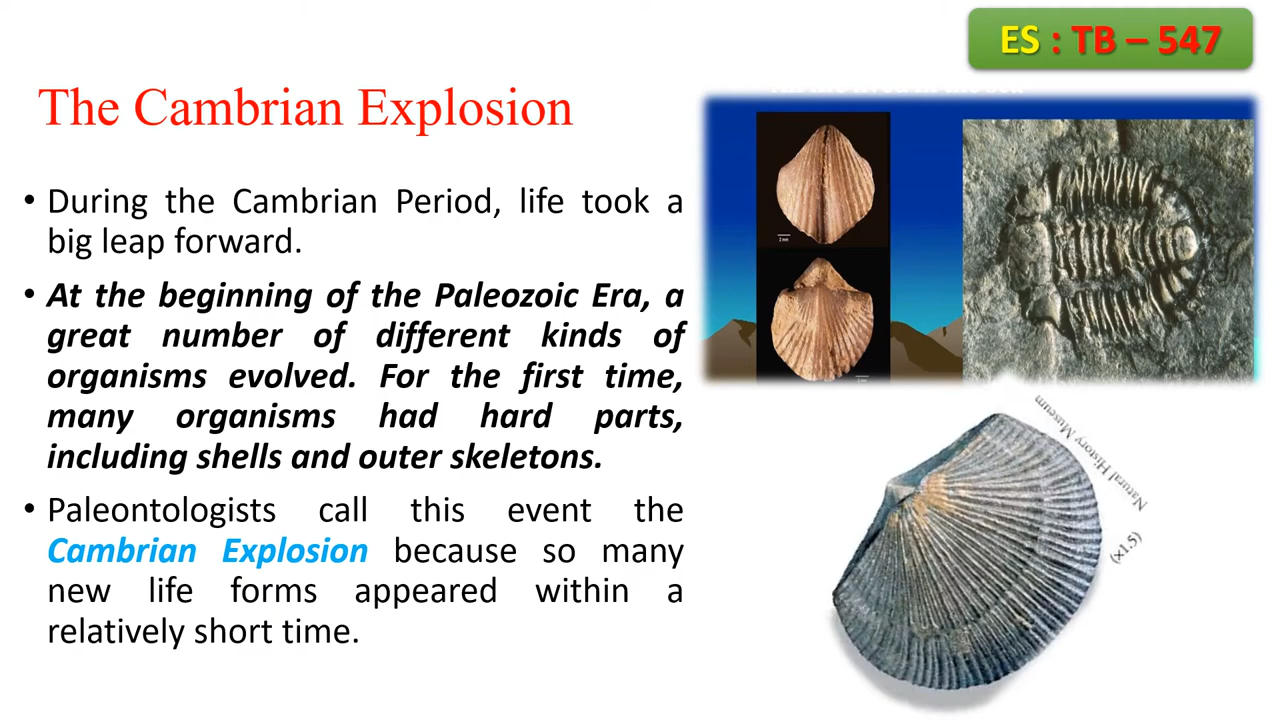 ES : TB – 547
The Cambrian Explosion
• During the Cambrian Period, life took a
big leap forward.
• At the beginning of the Paleozoic Era, a
great number of different kinds of
organisms evolved. For the first time,
many organisms had hard parts,
including shells and outer skeletons.
• Paleontologists call this event the
Cambrian Explosion because so many
new life forms appeared within a
relatively short time.
2 mm
Natural History Museum
(x1.5)